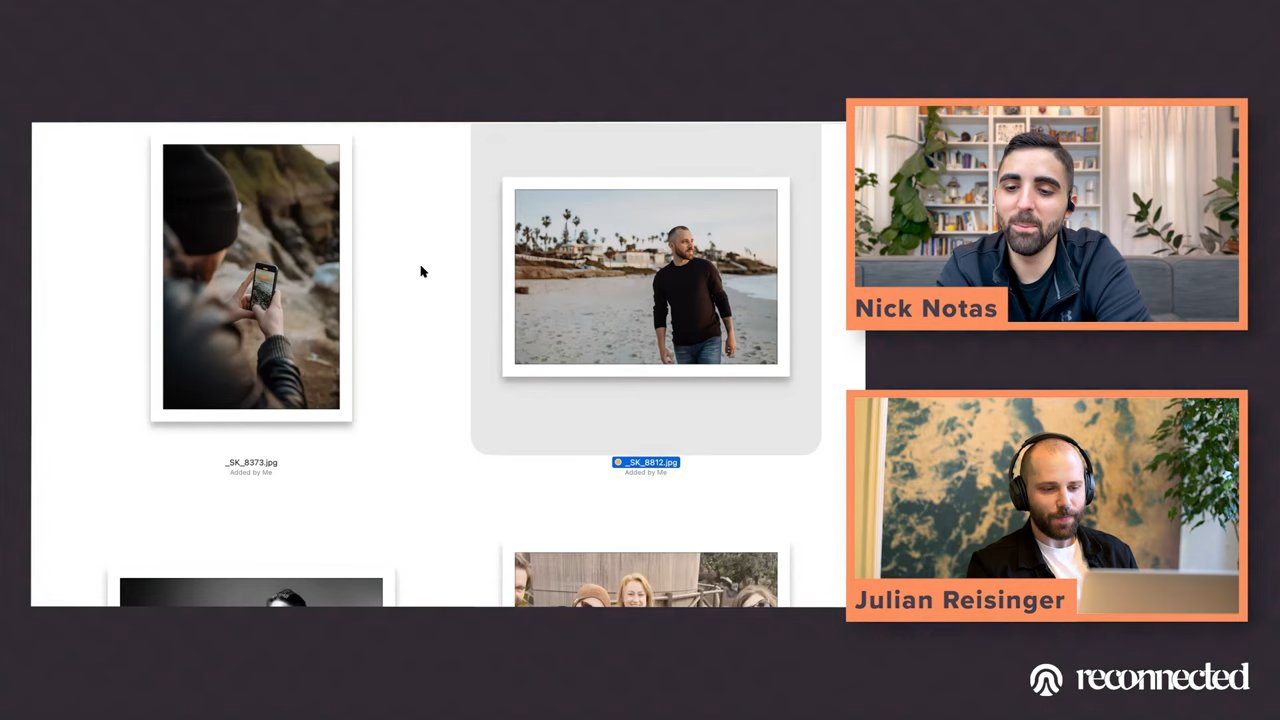 _SK_8373.jpg
Added by Me
_SK_8812.jpg
Added by Me
Nick Notas
Julian Reisinger
reconnected